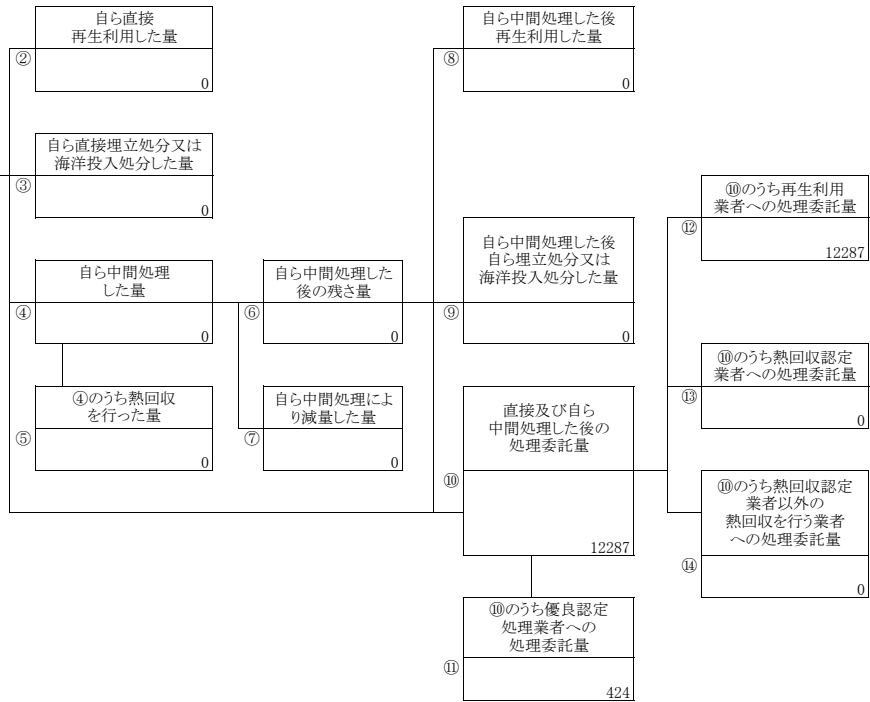 自ら直接
再生利用した量
②
0
自ら直接埋立処分又は
海洋投入処分した量
③
0
自ら中間処理
した量
④
0
④のうち熱回収
を行った量
⑤
0
自ら中間処理した
後の残さ量
⑥
0
自ら中間処理によ
り減量した量
⑦
0
自ら中間処理した後
再生利用した量
⑧
0
自ら中間処理した後
自ら埋立処分又は
海洋投入処分した量
⑨
0
直接及び自ら
中間処理した後の
処理委託量
⑩
12287
⑩のうち優良認定
処理業者への
処理委託量
⑪
424
⑩のうち再生利用
業者への処理委託量
⑫
12287
⑩のうち熱回収認定
業者への処理委託量
⑬
0
⑩のうち熱回収認定
業者以外の
熱回収を行う業者
への処理委託量
⑭
0